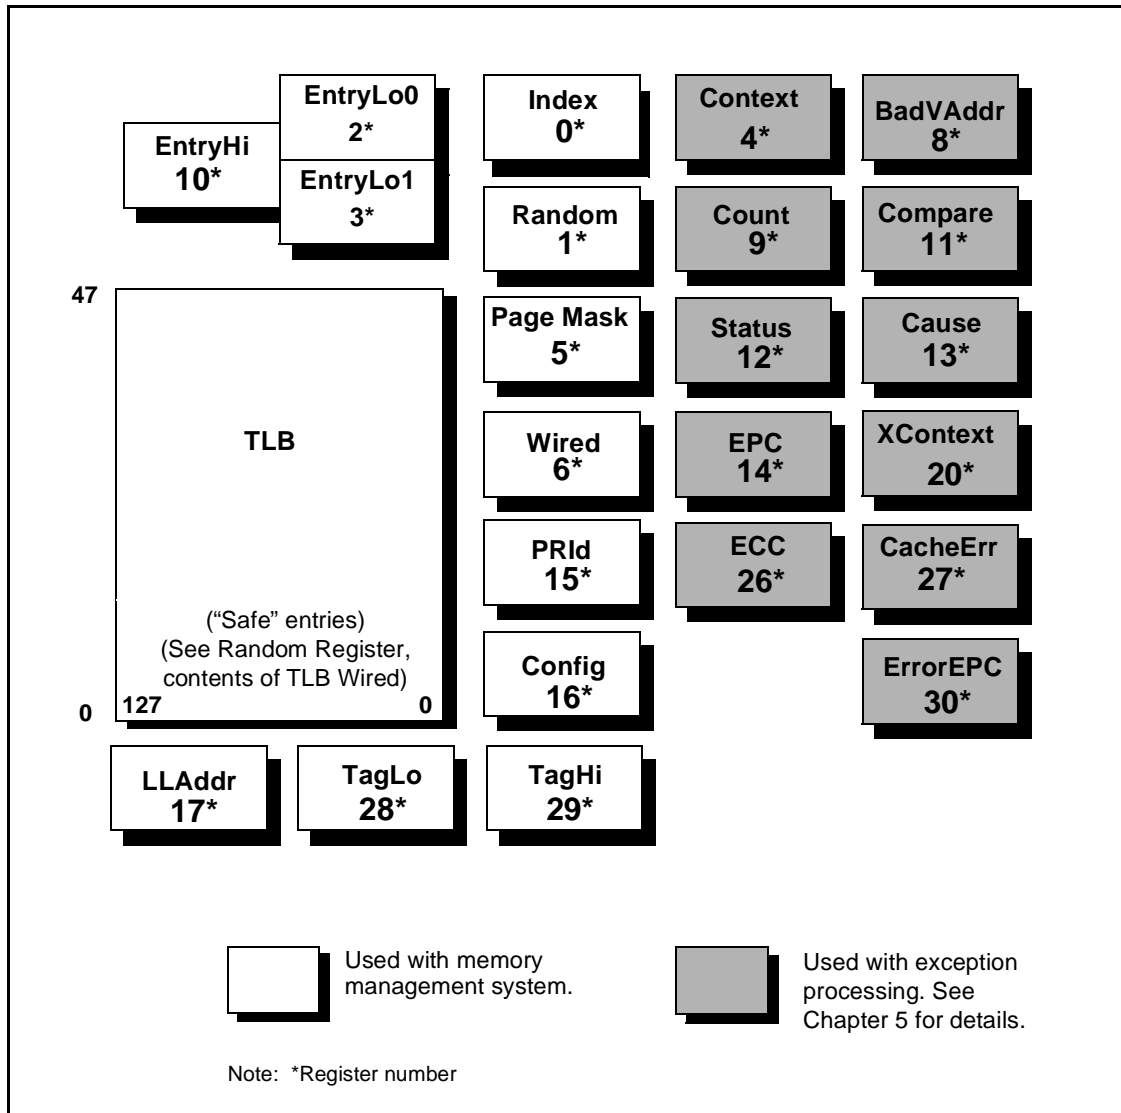 EntryLo0
2*
EntryHi
10*
EntryLo1
3*
Index
0*
Context
4*
BadVAddr
8*
Random
1*
Count
9*
Compare
11*
47
TLB
(“Safe” entries)
(See Random Register,
contents of TLB Wired)
127
0
0
Page Mask
5*
Status
12*
Cause
13*
Wired
6*
EPC
14*
XContext
20*
PRId
15*
ECC
26*
CacheErr
27*
Config
16*
ErrorEPC
30*
LLAddr
17*
TagLo
28*
TagHi
29*
Used with memory
management system.
Used with exception
processing. See
Chapter 5 for details.
Note: *Register number